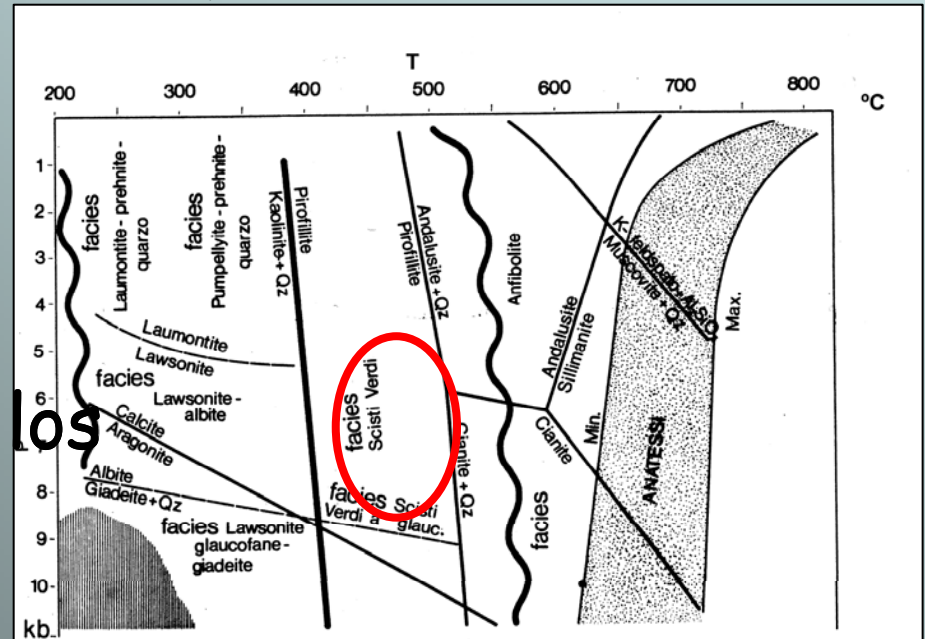 T
200 300 400 500 600 700 800 °C
1
2
3
4
5
6
8
9
10
kb
los
facies
Laumontite - prehnite -
quarzo
facies
Pumpellyite - prehnite -
quarzo
Kaolinite + Qz
Pirofillite
Andalusite + Qz
Pirofillite
Anfibolite
K-feldspato + Al2SiO5
Muscovite + Qz
Andalusite
Sillimanite
Max.
Laumontite
Lawsonite
facies
Lawsonite -
albite
facies
Scisti Verdi
Calcite
Aragonite
Albite
Giadeite + Qz
Cianite + Qz
Cianite
Min.
ANATESSI
facies Scisti
Verdi a glauc.
facies Lawsonite
glaucofane -
giadeite
facies